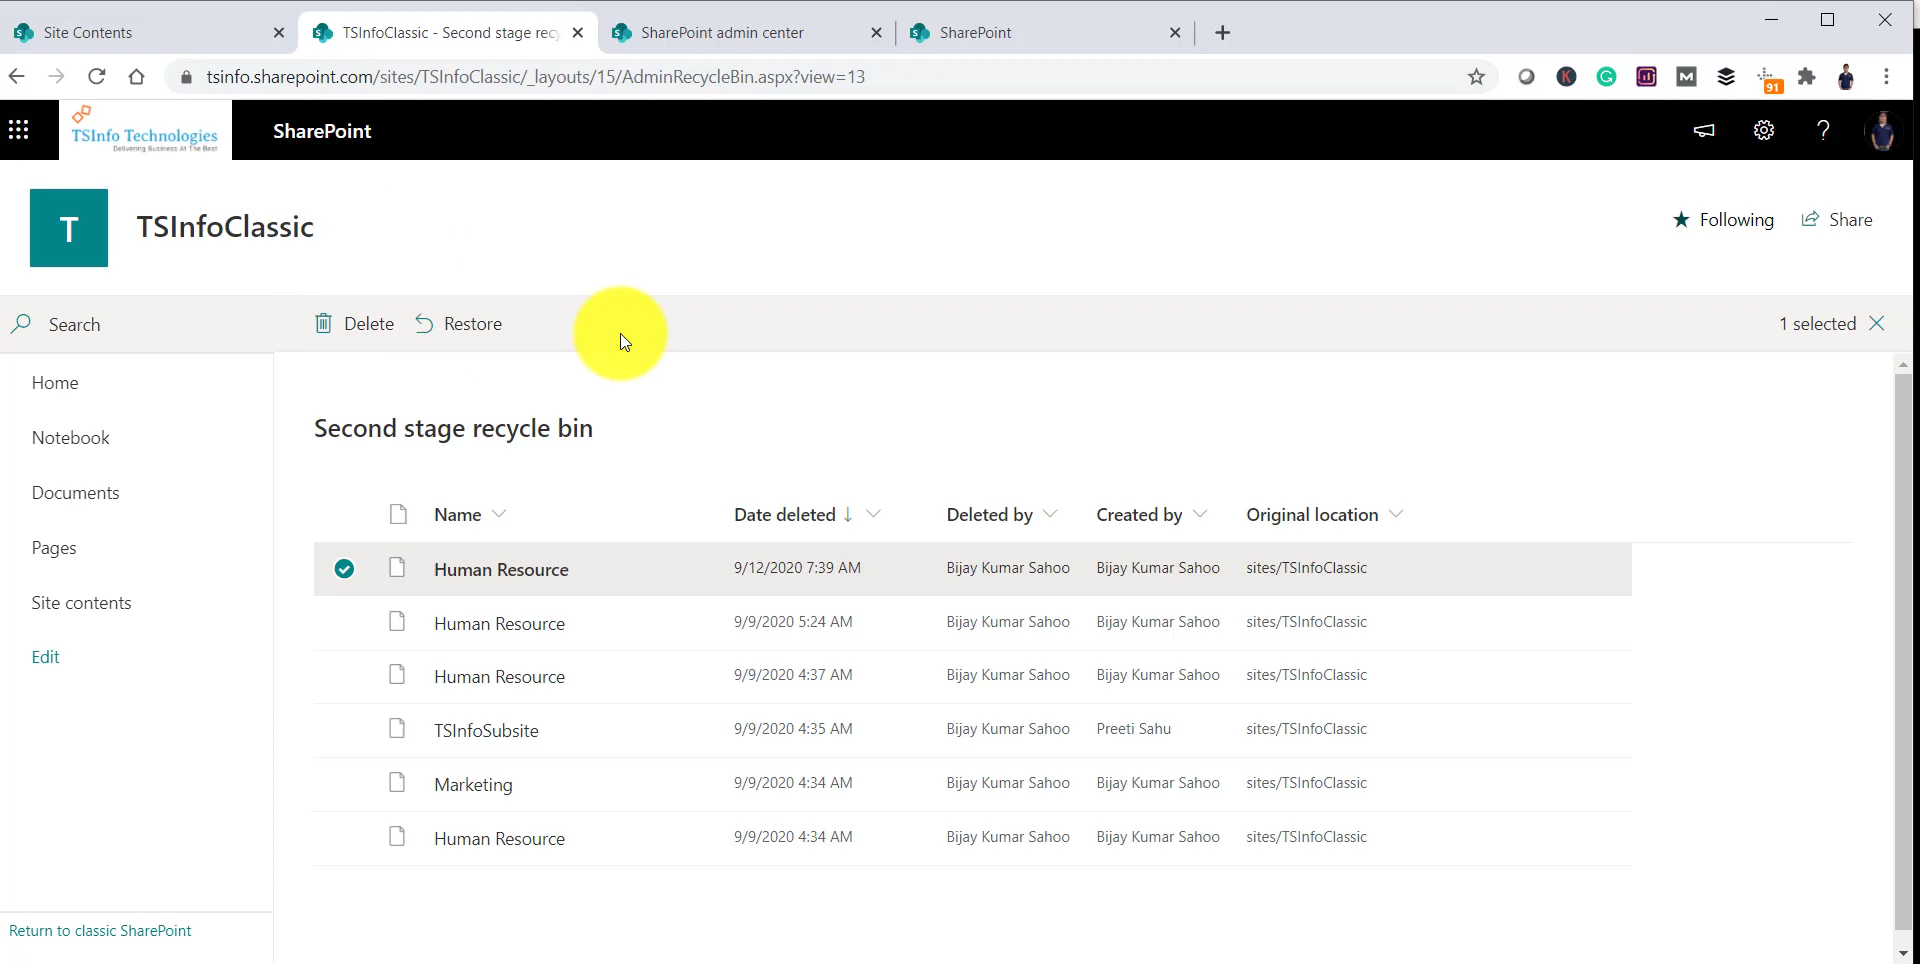 Site Contents
TSInfoClassic - Second stage recy
SharePoint admin center
SharePoint
tsinfo.sharepoint.com/sites/TSInfoClassic/_layouts/15/AdminRecycleBin.aspx?view=13
K
G
M
91
TSInfo Technologies
Delivering Business At The Best
SharePoint
?
T
TSInfoClassic
Following
Share
Search
Delete
Restore
1 selected
Home
Notebook
Documents
Pages
Site contents
Edit
Return to classic SharePoint
Second stage recycle bin
Name Date deleted ↓ Deleted by Created by Original location
Human Resource 9/12/2020 7:39 AM Bijay Kumar Sahoo Bijay Kumar Sahoo sites/TSInfoClassic
Human Resource 9/9/2020 5:24 AM Bijay Kumar Sahoo Bijay Kumar Sahoo sites/TSInfoClassic
Human Resource 9/9/2020 4:37 AM Bijay Kumar Sahoo Bijay Kumar Sahoo sites/TSInfoClassic
TSInfoSubsite 9/9/2020 4:35 AM Bijay Kumar Sahoo Preeti Sahu sites/TSInfoClassic
Marketing 9/9/2020 4:34 AM Bijay Kumar Sahoo Bijay Kumar Sahoo sites/TSInfoClassic
Human Resource 9/9/2020 4:34 AM Bijay Kumar Sahoo Bijay Kumar Sahoo sites/TSInfoClassic